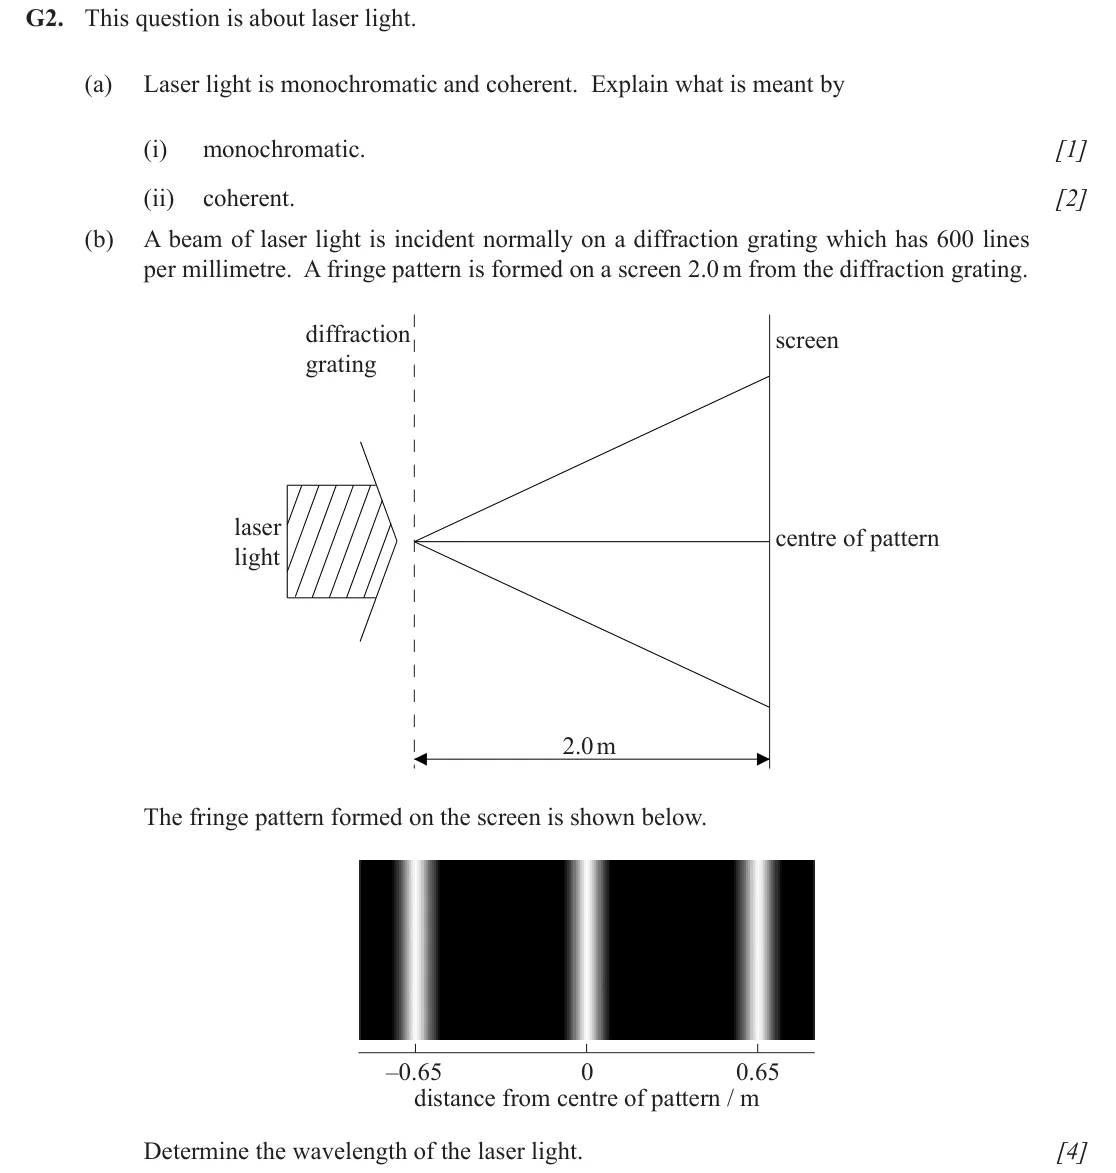 G2. This question is about laser light.
(a) Laser light is monochromatic and coherent. Explain what is meant by
(i) monochromatic. [1]
(ii) coherent. [2]
(b) A beam of laser light is incident normally on a diffraction grating which has 600 lines
per millimetre. A fringe pattern is formed on a screen 2.0 m from the diffraction grating.
diffraction
grating
screen
laser
light
centre of pattern
2.0 m
The fringe pattern formed on the screen is shown below.
–0.65 0 0.65
distance from centre of pattern / m
Determine the wavelength of the laser light. [4]